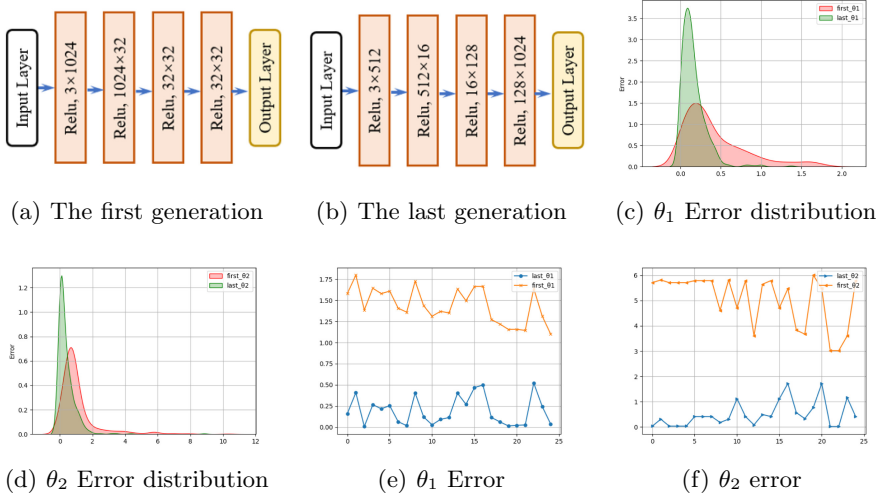 Input Layer
Relu, 3×1024
Relu, 1024×32
Relu, 32×32
Relu, 32×32
Output Layer
(a) The first generation
Input Layer
Relu, 3×512
Relu, 512×16
Relu, 16×128
Relu, 128×1024
Output Layer
(b) The last generation
first_θ1
last_θ1
Error
3.5
3.0
2.5
2.0
1.5
1.0
0.5
0.0
0.0 0.5 1.0 1.5 2.0
(c) θ1 Error distribution
first_θ2
last_θ2
Error
1.2
1.0
0.8
0.6
0.4
0.2
0.0
0 2 4 6 8 10 12
(d) θ2 Error distribution
last_θ1
first_θ1
1.75
1.50
1.25
1.00
0.75
0.50
0.25
0.00
0 5 10 15 20 25
(e) θ1 Error
last_θ2
first_θ2
6
5
4
3
2
1
0
0 5 10 15 20 25
(f) θ2 error